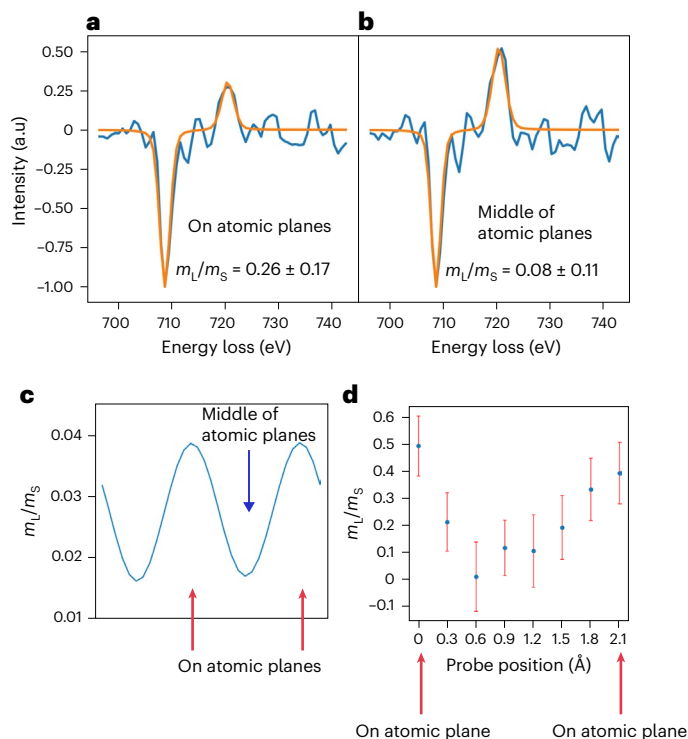 a
b
0.50
0.25
0
−0.25
−0.50
−0.75
−1.00
Intensity (a.u)
On atomic planes
mL/mS = 0.26 ± 0.17
Middle of
atomic planes
mL/mS = 0.08 ± 0.11
700 710 720 730 740
700 710 720 730 740
Energy loss (eV)
Energy loss (eV)
c
0.04
0.03
0.02
0.01
mL/mS
Middle of
atomic planes
On atomic planes
d
0.6
0.5
0.4
0.3
0.2
0.1
0
−0.1
mL/mS
0 0.3 0.6 0.9 1.2 1.5 1.8 2.1
Probe position (Å)
On atomic plane
On atomic plane